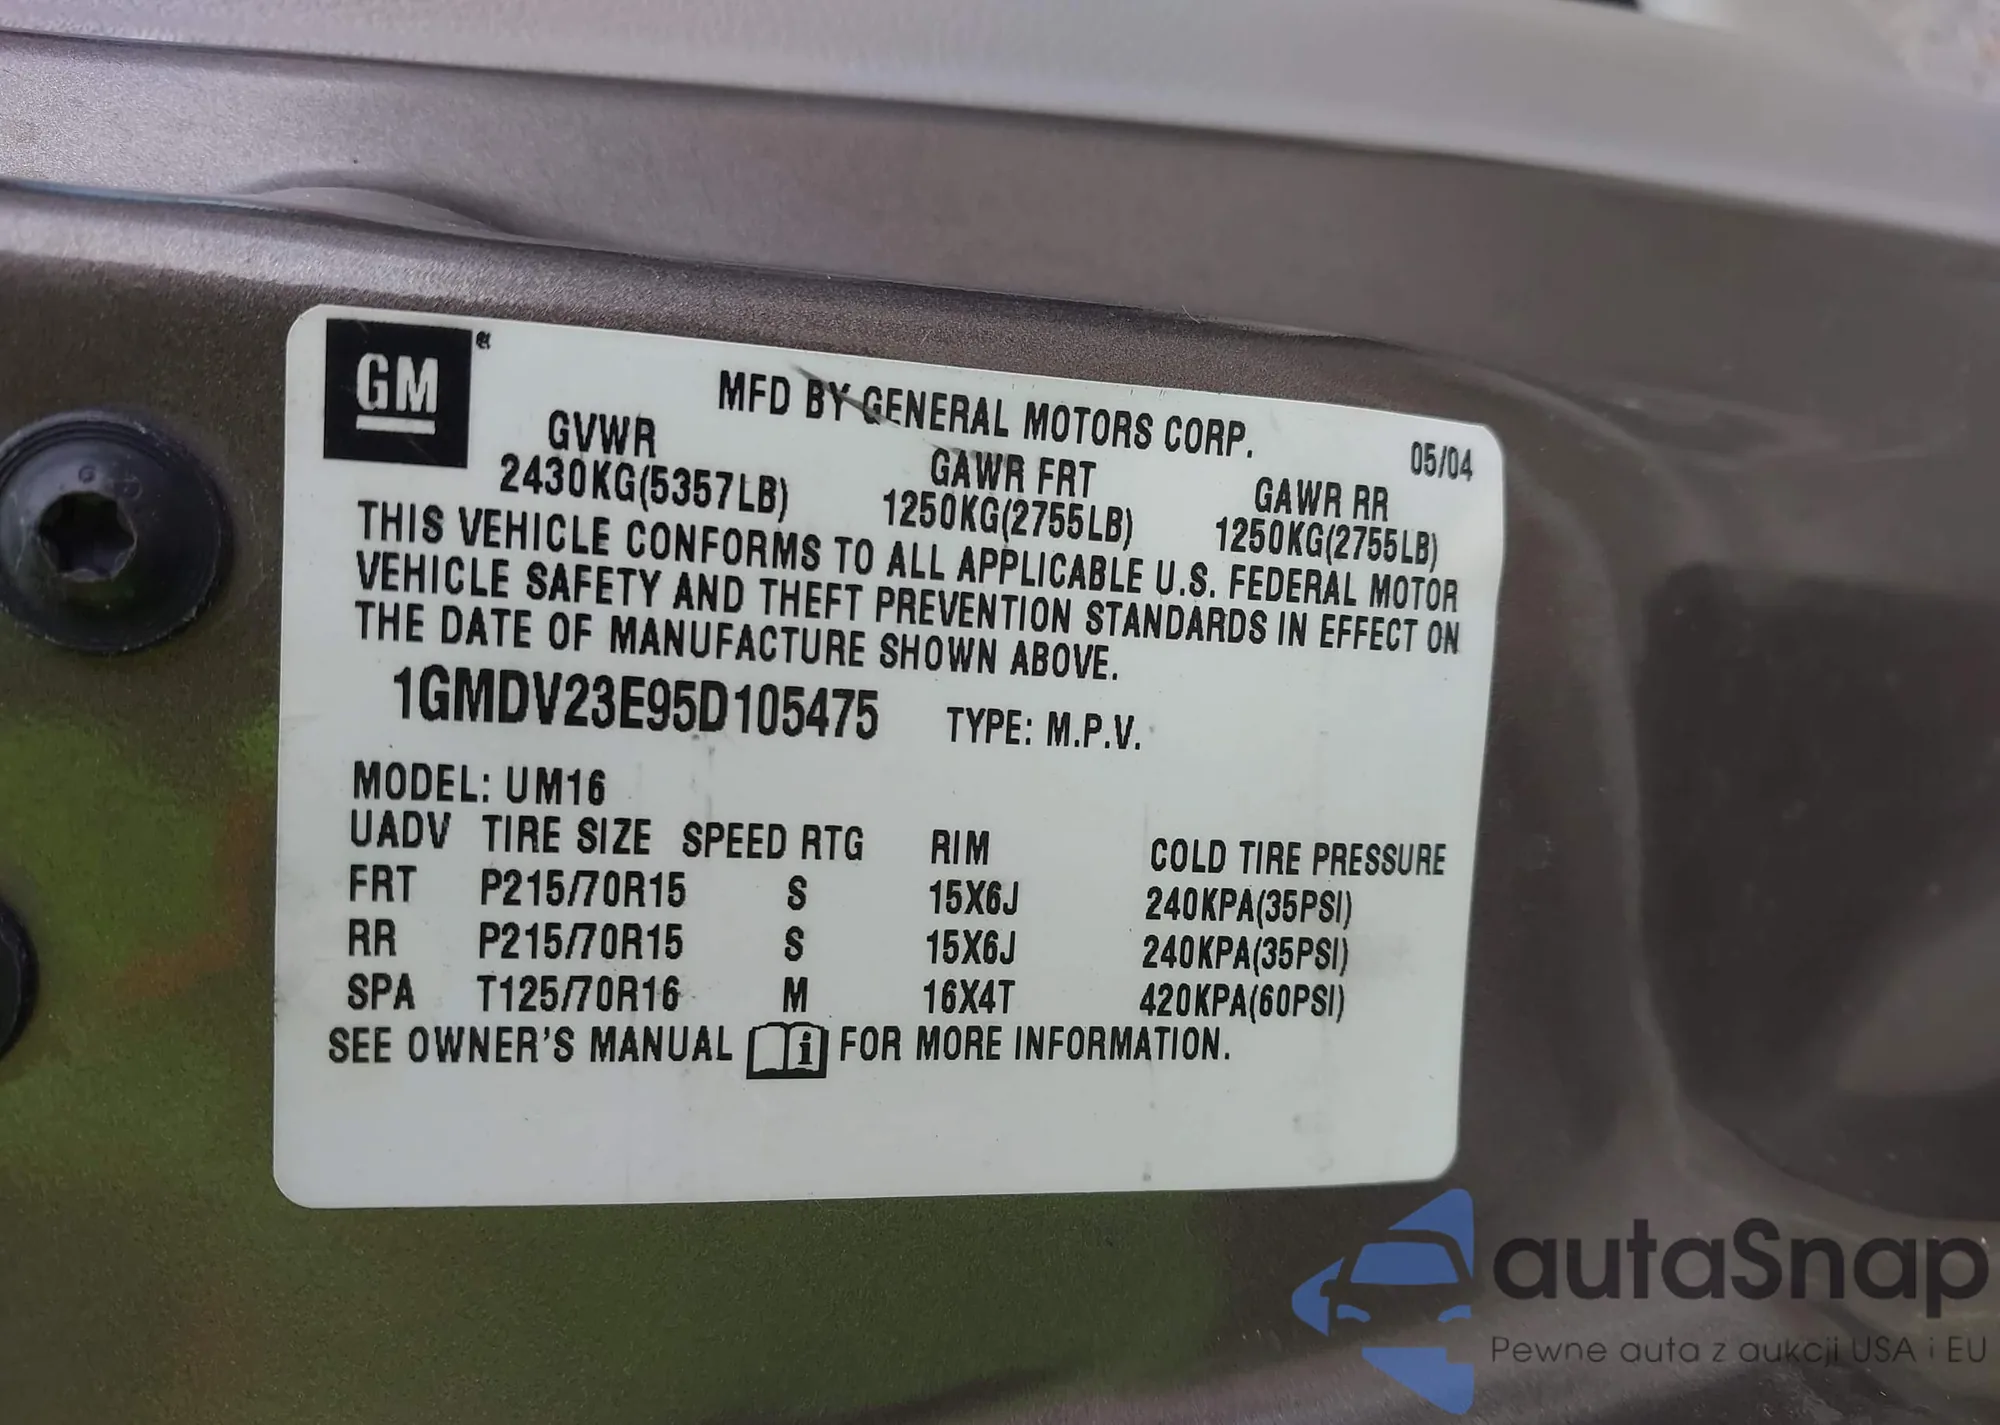 GM
MFD BY GENERAL MOTORS CORP.
05/04
GVWR GAWR FRT GAWR RR
2430KG(5357LB) 1250KG(2755LB) 1250KG(2755LB)
THIS VEHICLE CONFORMS TO ALL APPLICABLE U.S. FEDERAL MOTOR
VEHICLE SAFETY AND THEFT PREVENTION STANDARDS IN EFFECT ON
THE DATE OF MANUFACTURE SHOWN ABOVE.
1GMDV23E95D105475 TYPE: M.P.V.
MODEL: UM16
UADV TIRE SIZE SPEED RTG RIM COLD TIRE PRESSURE
FRT P215/70R15 S 15X6J 240KPA(35PSI)
RR P215/70R15 S 15X6J 240KPA(35PSI)
SPA T125/70R16 M 16X4T 420KPA(60PSI)
SEE OWNER'S MANUAL i FOR MORE INFORMATION.
autaSnap
Pewne auta z aukcji USA i EU